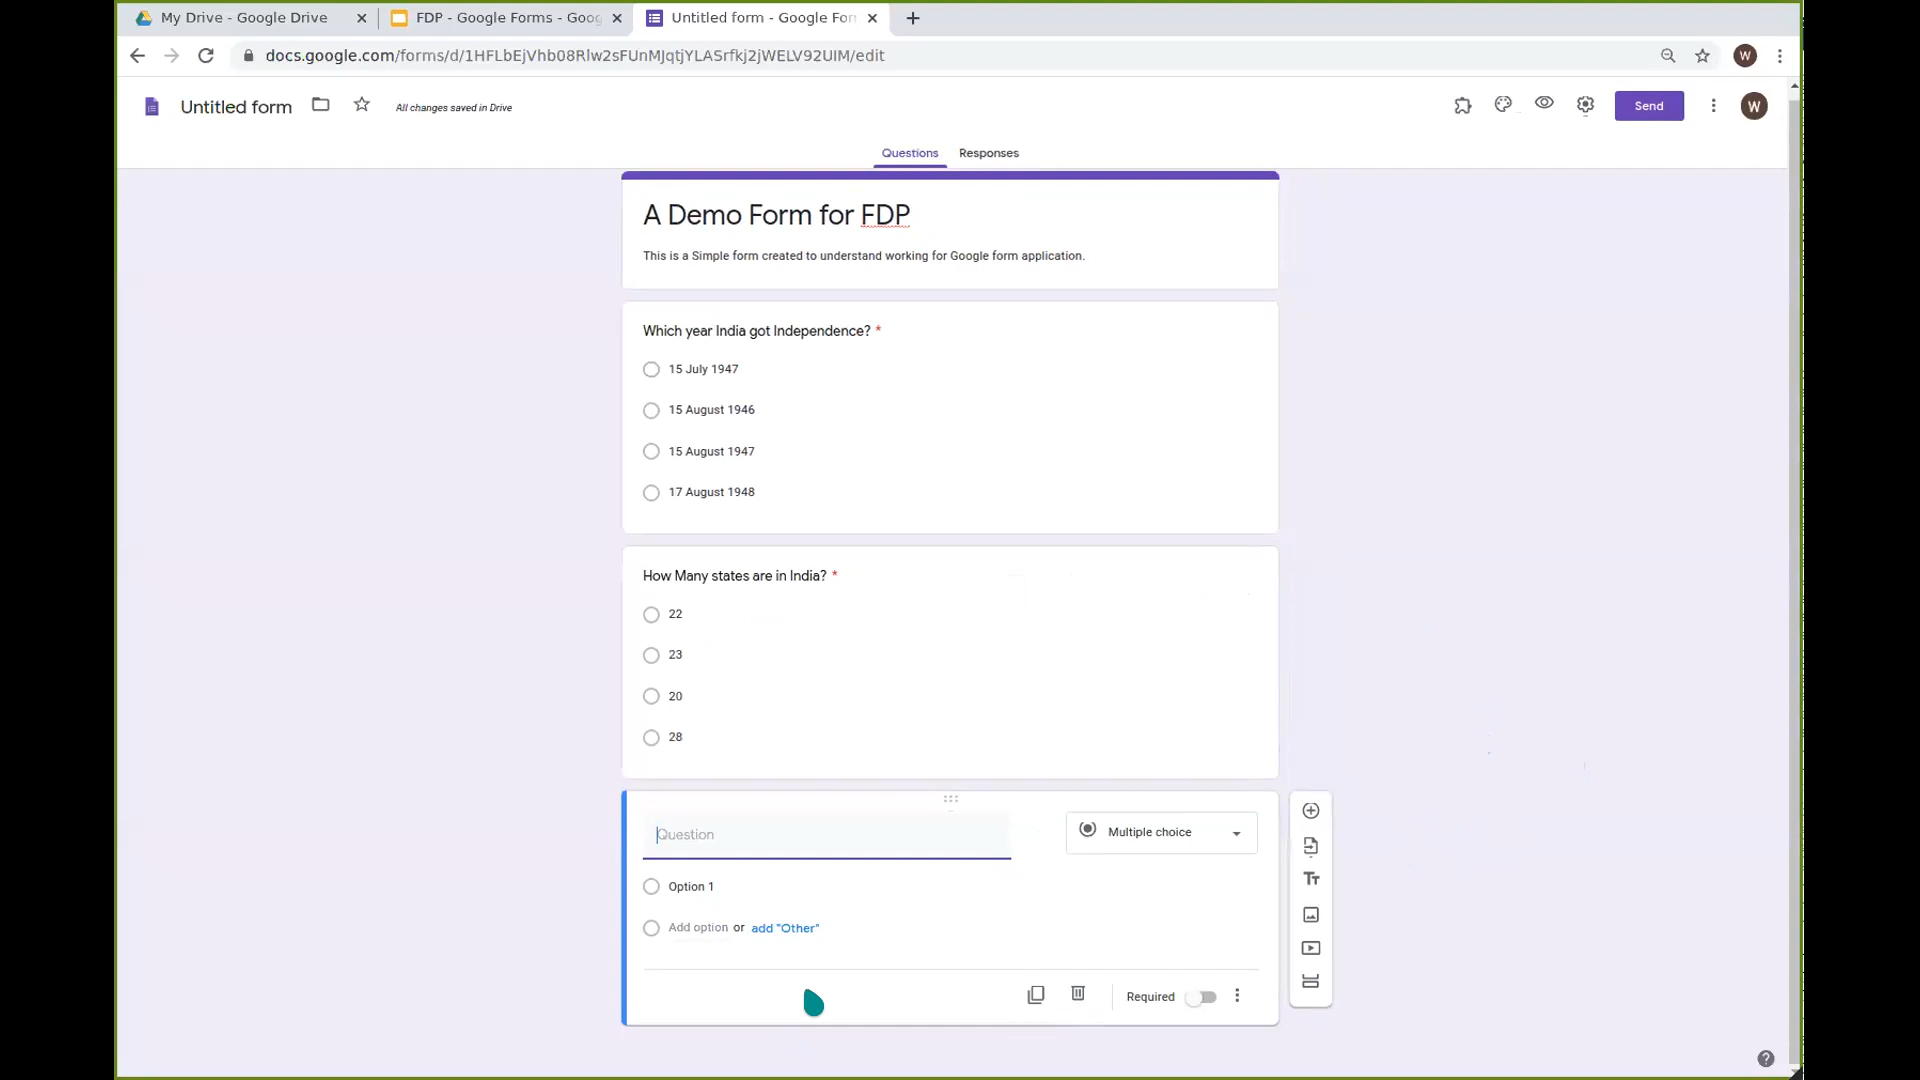 My Drive - Google Drive
FDP - Google Forms - Goog
Untitled form - Google For
docs.google.com/forms/d/1HFLbEjVhb08Rlw2sFUnMJqtjYLASrfkj2jWELV92UIM/edit
W
Untitled form
All changes saved in Drive
Send
W
Questions
Responses
A Demo Form for FDP
This is a Simple form created to understand working for Google form application.
Which year India got Independence? *
15 July 1947
15 August 1946
15 August 1947
17 August 1948
How Many states are in India? *
22
23
20
28
Question
Multiple choice
Option 1
Add option or add "Other"
Required